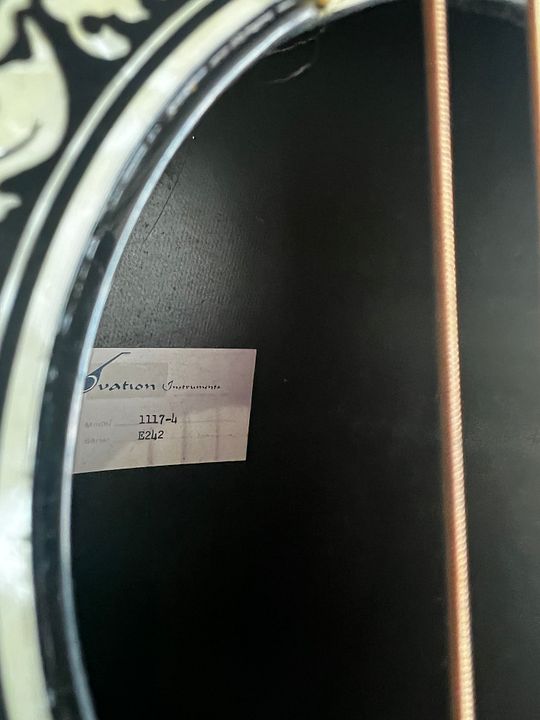 Ovation Instruments
MODEL 1117-4
SERIAL E242